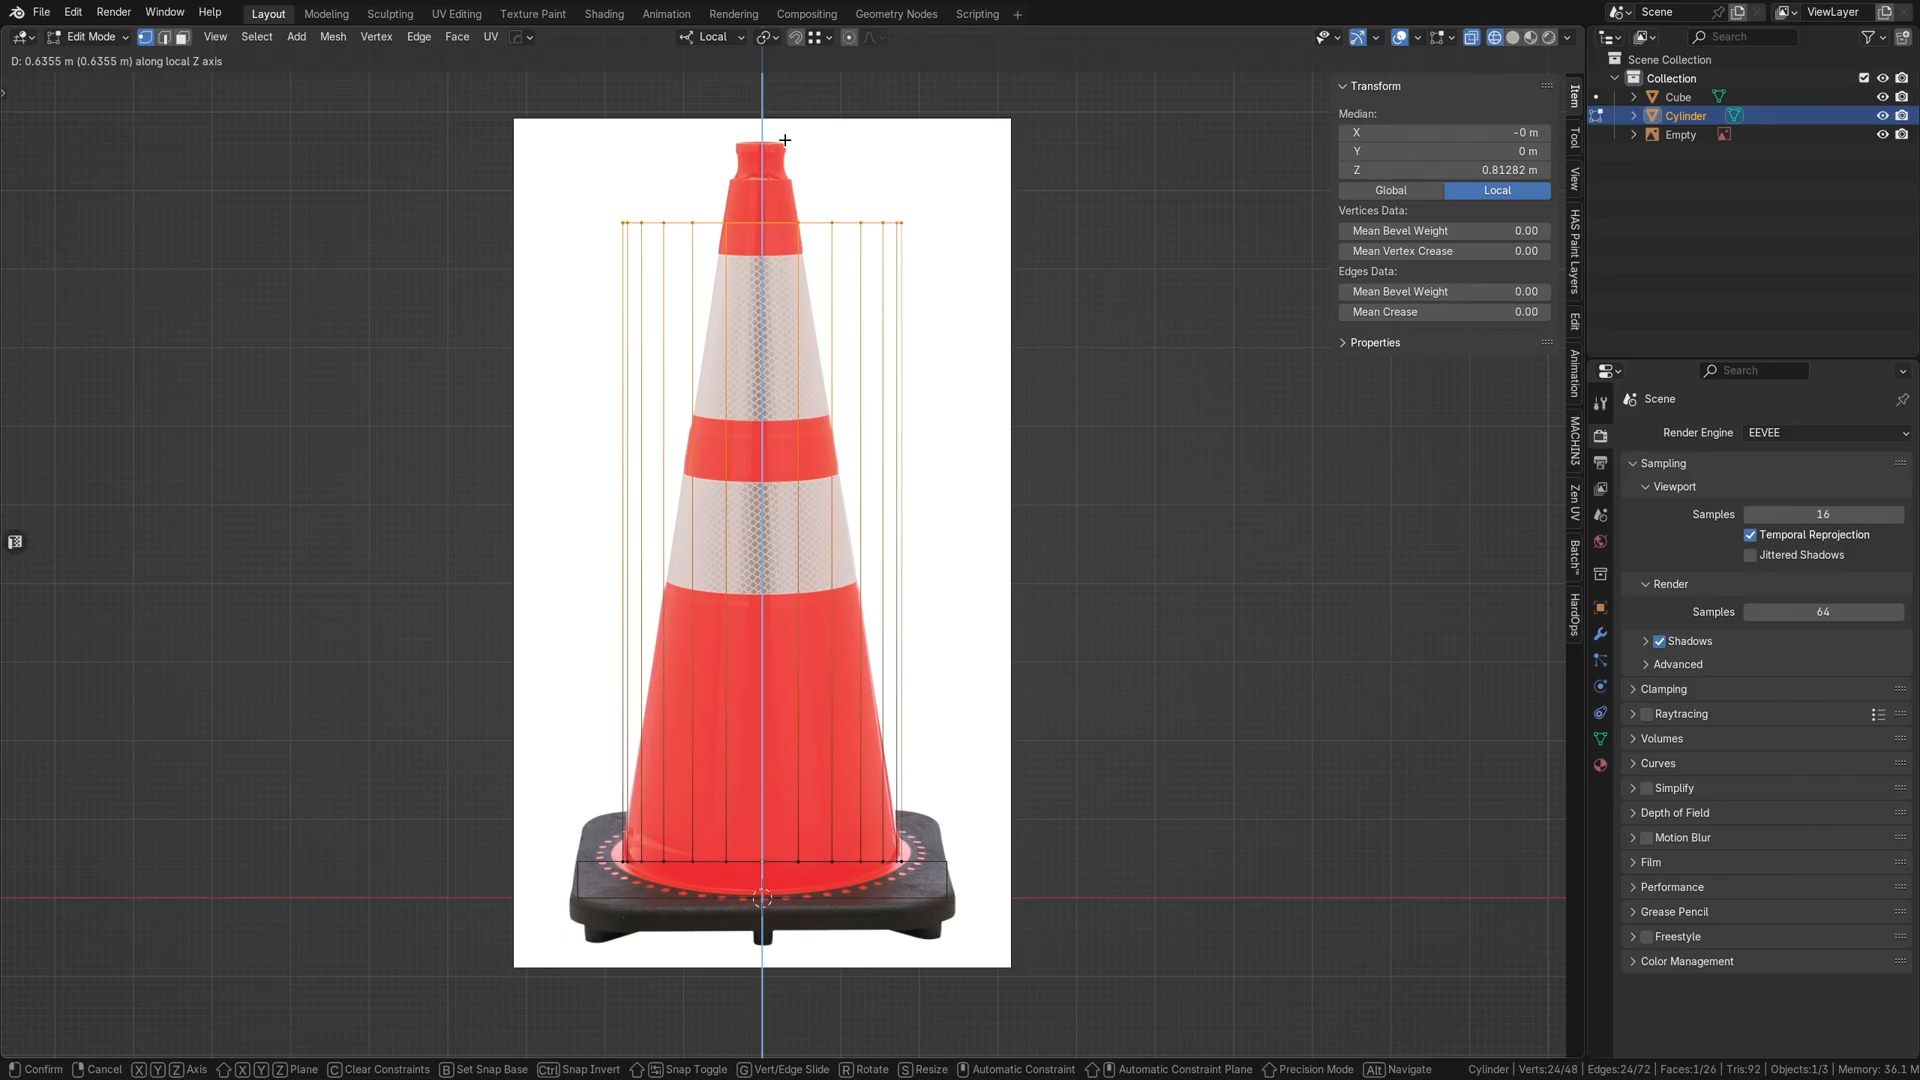 File Edit Render Window Help Layout Modeling Sculpting UV Editing Texture Paint Shading Animation Rendering Compositing Geometry Nodes Scripting + Scene ViewLayer
Edit Mode View Select Add Mesh Vertex Edge Face UV Local Search
D: 0.6355 m (0.6355 m) along local Z axis
Transform
Median:
X -0 m
Y 0 m
Z 0.81282 m
Global Local
Vertices Data:
Mean Bevel Weight 0.00
Mean Vertex Crease 0.00
Edges Data:
Mean Bevel Weight 0.00
Mean Crease 0.00
Properties
Item
Tool
View
HAS Paint Layers
Edit
Animation
MACHIN3
Zen UV
Batch™
HardOps
Scene Collection
Collection
Cube
Cylinder
Empty
Search
Scene
Render Engine EEVEE
Sampling
Viewport
Samples 16
Temporal Reprojection
Jittered Shadows
Render
Samples 64
Shadows
Advanced
Clamping
Raytracing
Volumes
Curves
Simplify
Depth of Field
Motion Blur
Film
Performance
Grease Pencil
Freestyle
Color Management
Confirm Cancel X Y Z Axis X Y Z Plane C Clear Constraints B Set Snap Base Ctrl Snap Invert Snap Toggle G Vert/Edge Slide R Rotate S Resize Automatic Constraint Automatic Constraint Plane Precision Mode Alt Navigate Cylinder | Verts:24/48 | Edges:24/72 | Faces:1/26 | Tris:92 | Objects:1/3 | Memory: 36.1 M